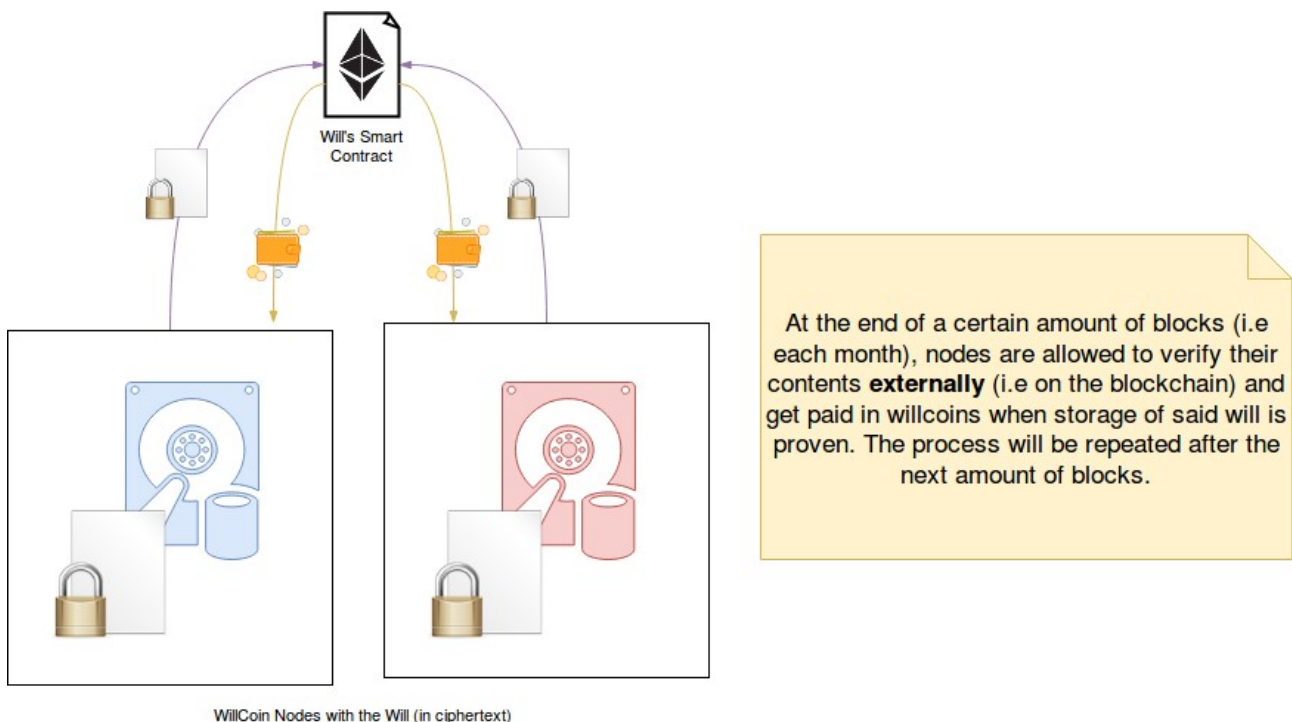 Will's Smart
Contract
At the end of a certain amount of blocks (i.e
each month), nodes are allowed to verify their
contents externally (i.e on the blockchain) and
get paid in willcoins when storage of said will is
proven. The process will be repeated after the
next amount of blocks.
WillCoin Nodes with the Will (in ciphertext)